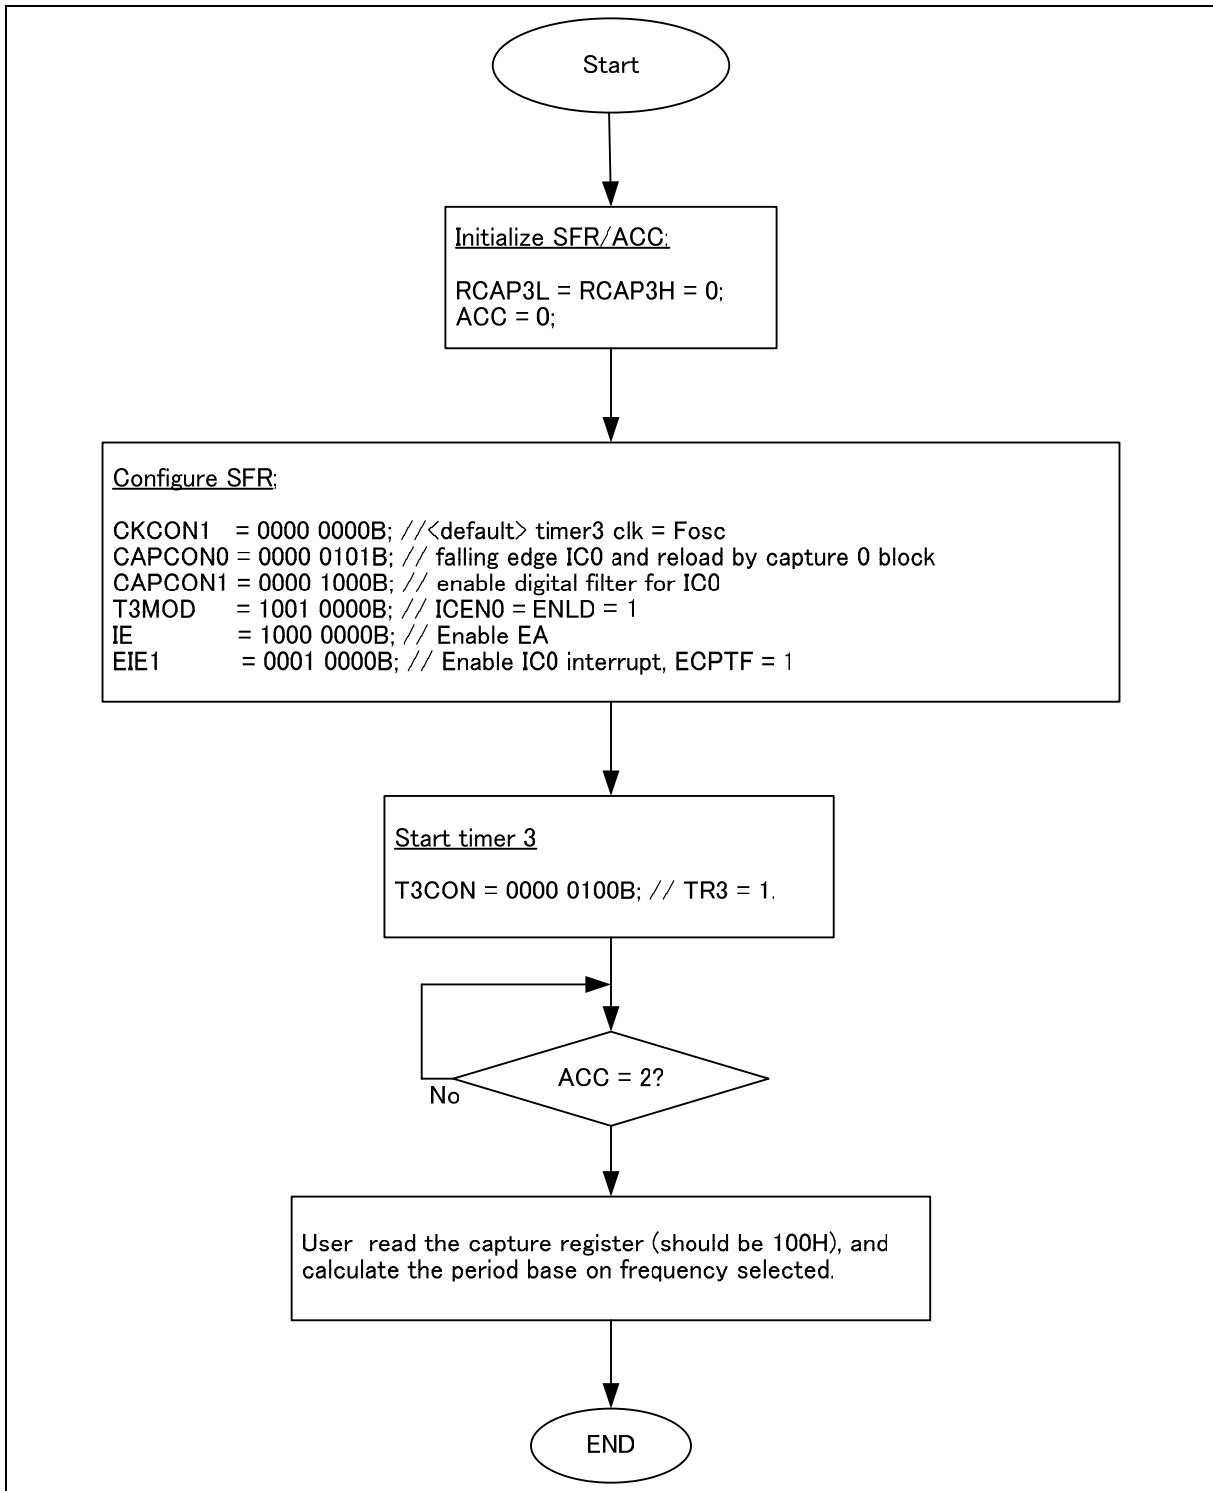 Start
Initialize SFR/ACC:
RCAP3L = RCAP3H = 0;
ACC = 0;
Configure SFR:
CKCON1 = 0000 0000B; //<default> timer3 clk = Fosc
CAPCON0 = 0000 0101B; // falling edge IC0 and reload by capture 0 block
CAPCON1 = 0000 1000B; // enable digital filter for IC0
T3MOD = 1001 0000B; // ICEN0 = ENLD = 1
IE = 1000 0000B; // Enable EA
EIE1 = 0001 0000B; // Enable IC0 interrupt, ECPTF = 1
Start timer 3
T3CON = 0000 0100B; // TR3 = 1.
ACC = 2?
No
User read the capture register (should be 100H), and
calculate the period base on frequency selected.
END